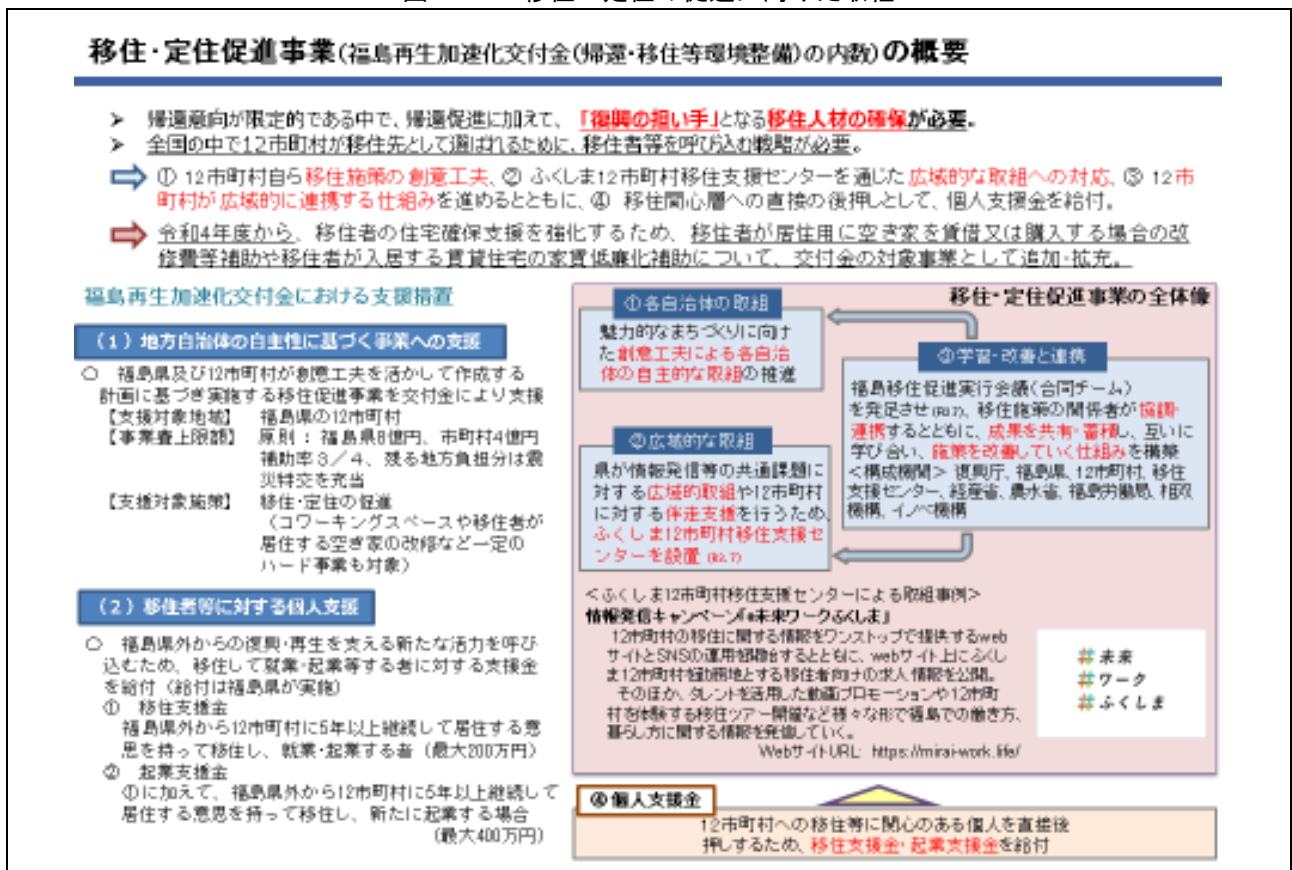 移住・定住促進事業(福島再生加速化交付金(帰還・移住等環境整備)の内数)の概要
➢ 帰還意向が限定的である中で、帰還促進に加えて、「復興の担い手」となる移住人材の確保が必要。
➢ 全国の中で12市町村が移住先として選ばれるために、移住者等を呼び込む戦略が必要。
① 12市町村自ら移住施策の創意工夫、② ふくしま12市町村移住支援センターを通じた広域的な取組への対応、③ 12市
町村が広域的に連携する仕組みを進めるとともに、④ 移住関心層への直接の後押しとして、個人支援金を給付。
令和4年度から、移住者の住宅確保支援を強化するため、移住者が居住用に空き家を賃借又は購入する場合の改
修費等補助や移住者が入居する賃貸住宅の家賃低廉化補助について、交付金の対象事業として追加・拡充。
福島再生加速化交付金における支援措置
(1)地方自治体の自主性に基づく事業への支援
○ 福島県及び12市町村が創意工夫を活かして作成する
計画に基づき実施する移住促進事業を交付金により支援
【支援対象地域】 福島県の12市町村
【事業費上限額】 原則：福島県8億円、市町村4億円
補助率3／4、残る地方負担分は震
災特交を充当
【支援対象施策】 移住・定住の促進
(コワーキングスペースや移住者が
居住する空き家の改修など一定の
ハード事業も対象)
(2)移住者等に対する個人支援
○ 福島県外からの復興・再生を支える新たな活力を呼び
込むため、移住して就業・起業等する者に対する支援金
を給付(給付は福島県が実施)
① 移住支援金
福島県外から12市町村に5年以上継続して居住する意
思を持って移住し、就業・起業する者(最大200万円)
② 起業支援金
①に加えて、福島県外から12市町村に5年以上継続して
居住する意思を持って移住し、新たに起業する場合
(最大400万円)
移住・定住促進事業の全体像
①各自治体の取組
魅力的なまちづくりに向け
た創意工夫による各自治
体の自主的な取組の推進
②広域的な取組
県が情報発信等の共通課題に
対する広域的取組や12市町村
に対する伴走支援を行うため、
ふくしま12市町村移住支援セ
ンターを設置(R3.7)
③学習・改善と連携
福島移住促進実行会議(合同チーム)
を発足させ(R3.7)、移住施策の関係者が協調・
連携するとともに、成果を共有・蓄積し、互いに
学び合い、施策を改善していく仕組みを構築
＜構成機関＞ 復興庁、福島県、12市町村、移住
支援センター、経産省、農水省、福島労働局、相双
機構、イノベ機構
＜ふくしま12市町村移住支援センターによる取組事例＞
情報発信キャンペーン「#未来ワークふくしま」
12市町村の移住に関する情報をワンストップで提供するweb
サイトとSNSの運用を開始するとともに、webサイト上にふくし
ま12市町村を勤務地とする移住者向けの求人情報を公開。
そのほか、タレントを活用した動画プロモーションや12市町
村を体験する移住ツアー開催など様々な形で福島での働き方、
暮らし方に関する情報を発信していく。
WebサイトURL: https://mirai-work.life/
#未来
#ワーク
#ふくしま
④個人支援金
12市町村への移住等に関心のある個人を直接後
押しするため、移住支援金・起業支援金を給付